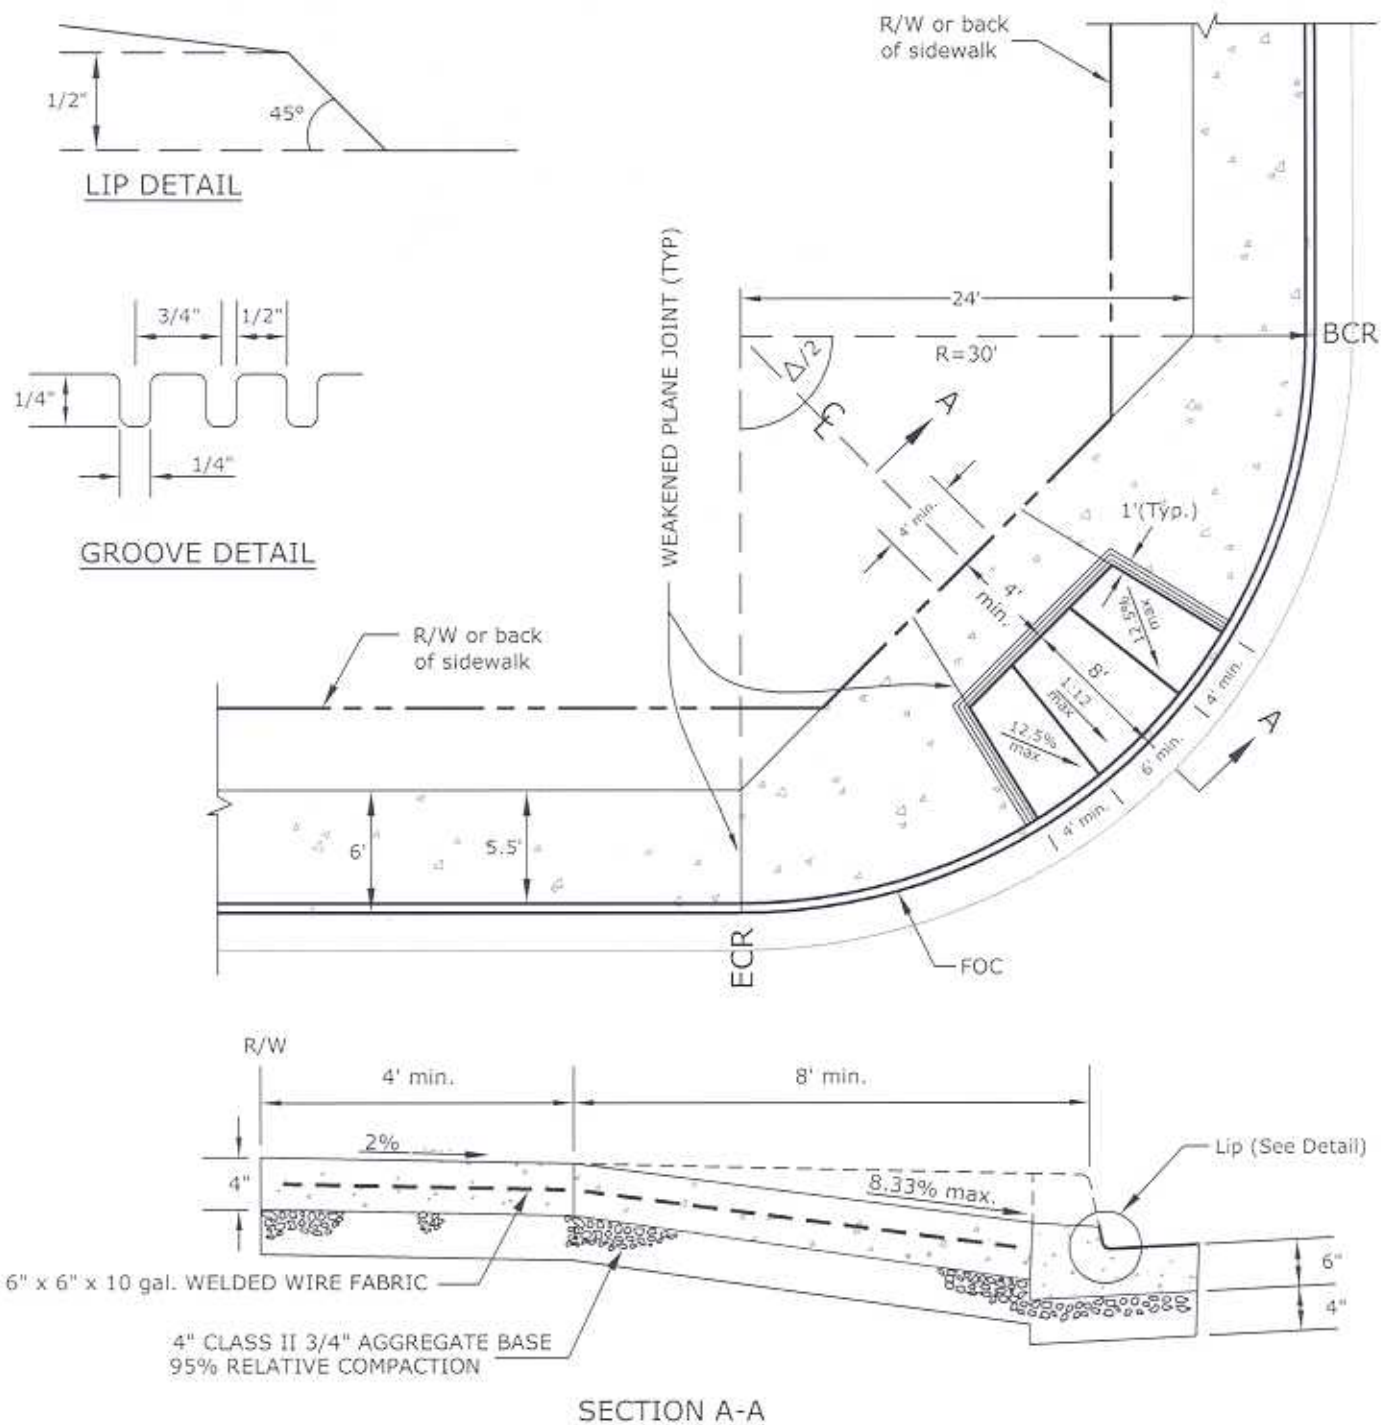 R/W or back
of sidewalk
1/2"
45°
LIP DETAIL
WEAKENED PLANE JOINT (TYP)
24'
R=30'
BCR
Δ/2
CL
A
3/4"
1/2"
1/4"
1/4"
GROOVE DETAIL
4' min.
1'(Typ.)
4'
min.
12.5%
max
8'
1:12
max
12.5%
max
4' min.
6' min.
4' min.
A
R/W or back
of sidewalk
6'
5.5'
ECR
FOC
R/W
4' min.
8' min.
2%
8.33% max.
Lip (See Detail)
4"
6"
4"
6" x 6" x 10 gal. WELDED WIRE FABRIC
4" CLASS II 3/4" AGGREGATE BASE
95% RELATIVE COMPACTION
SECTION A-A